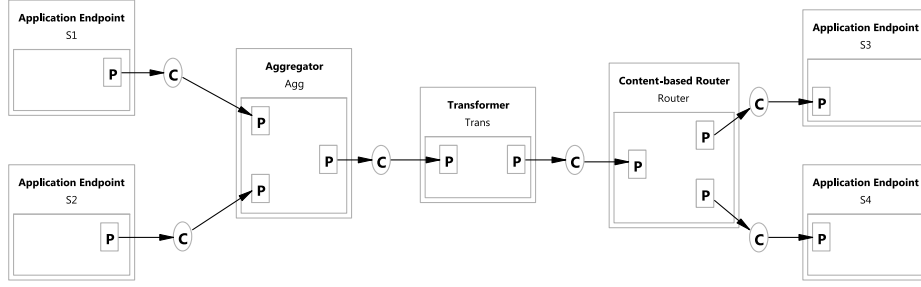 Application Endpoint
S1
P
C
Application Endpoint
S2
P
C
Aggregator
Agg
P
P
P
C
Transformer
Trans
P
P
C
Content-based Router
Router
P
P
P
C
C
Application Endpoint
S3
P
Application Endpoint
S4
P